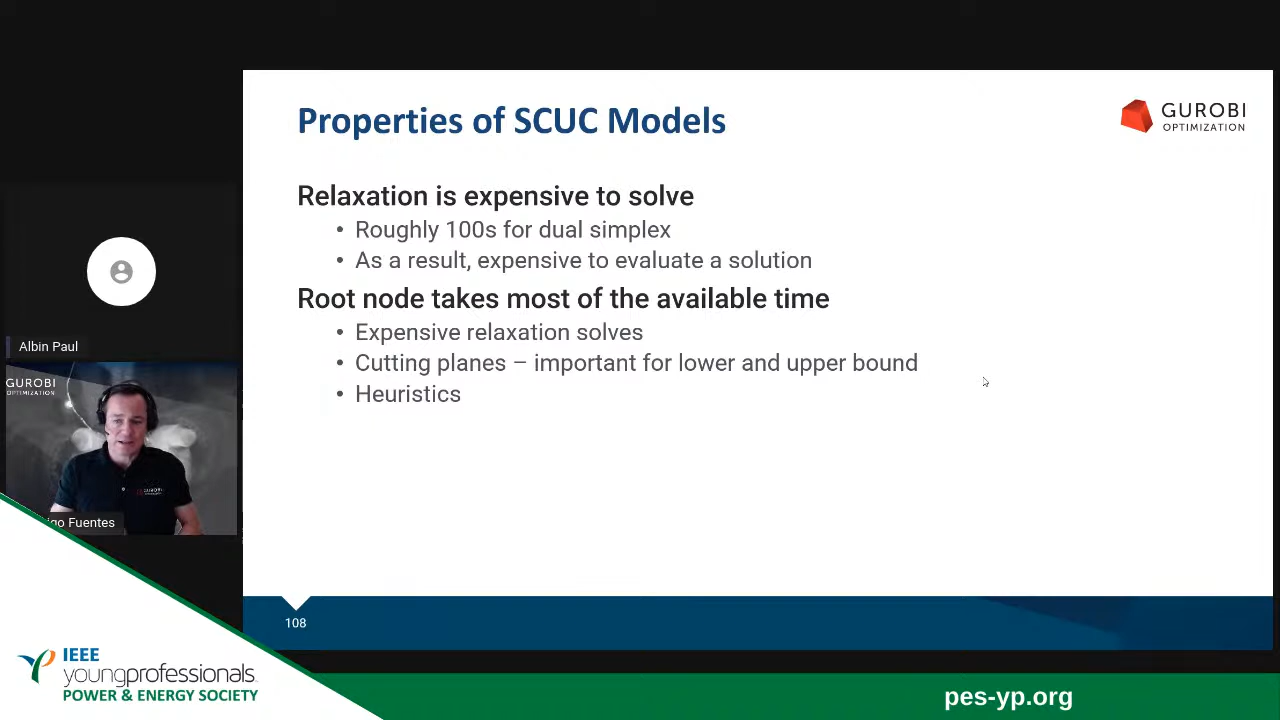 Properties of SCUC Models
GUROBI
OPTIMIZATION
Relaxation is expensive to solve
• Roughly 100s for dual simplex
• As a result, expensive to evaluate a solution
Root node takes most of the available time
• Expensive relaxation solves
• Cutting planes – important for lower and upper bound
• Heuristics
108
Albin Paul
GUROBI
OPTIMIZATION
Fuentes
IEEE
youngprofessionals
POWER & ENERGY SOCIETY
pes-yp.org